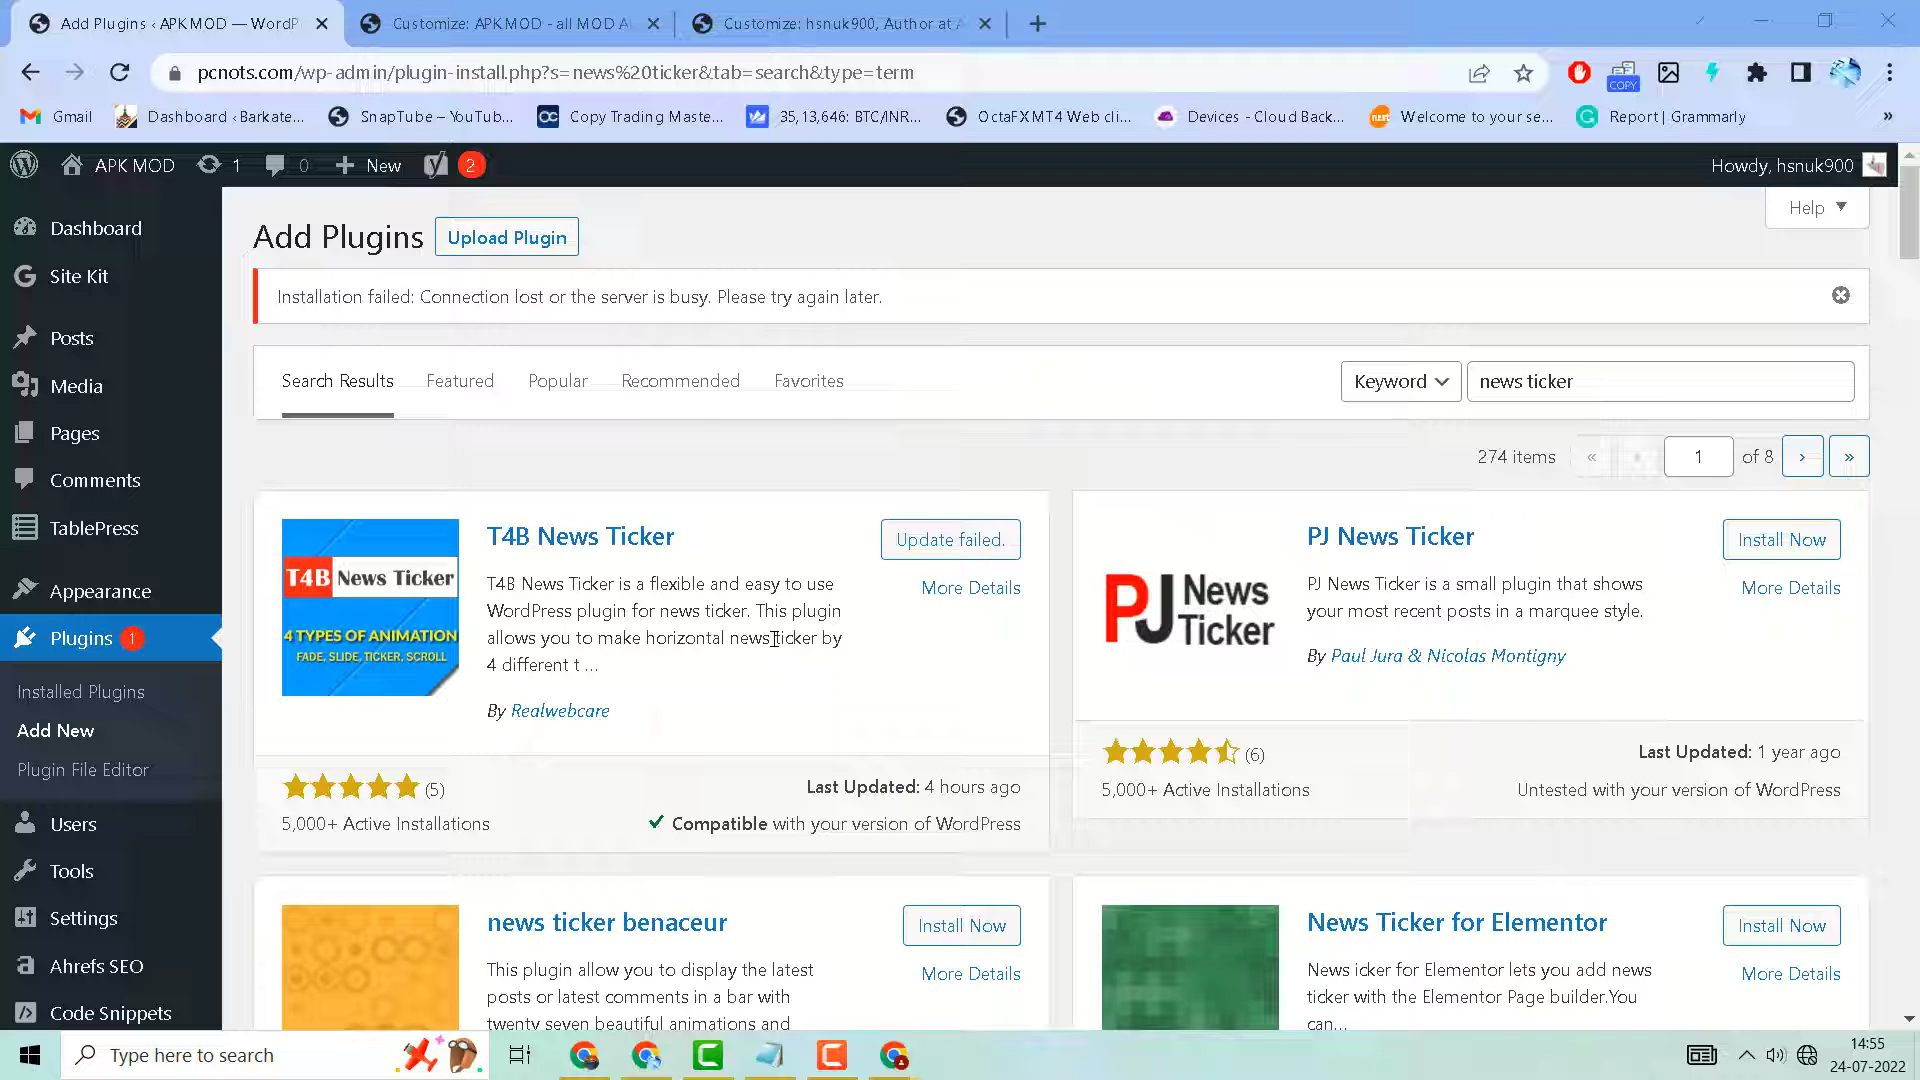 Add Plugins ‹ APK MOD — WordP
Customize: APK MOD - all MOD A
Customize: hsnuk900, Author at A
pcnots.com/wp-admin/plugin-install.php?s=news%20ticker&tab=search&type=term
COPY
Gmail
Dashboard ‹ Barkate...
SnapTube – YouTub...
CC
Copy Trading Maste...
35,13,646: BTC/INR...
OctaFX MT4 Web cli...
Devices - Cloud Back...
Welcome to your se...
Report | Grammarly
APK MOD
1
0
New
2
Howdy, hsnuk900
Dashboard
Site Kit
Posts
Media
Pages
Comments
TablePress
Appearance
Plugins 1
Installed Plugins
Add New
Plugin File Editor
Users
Tools
Settings
Ahrefs SEO
Code Snippets
Help
Add Plugins
Upload Plugin
Installation failed: Connection lost or the server is busy. Please try again later.
Search Results
Featured
Popular
Recommended
Favorites
Keyword
news ticker
274 items
«
1
of 8
›
»
T4B News Ticker
4 TYPES OF ANIMATION
FADE, SLIDE, TICKER, SCROLL
T4B News Ticker
Update failed.
More Details
T4B News Ticker is a flexible and easy to use
WordPress plugin for news ticker. This plugin
allows you to make horizontal news ticker by
4 different t ...
By Realwebcare
(5)
5,000+ Active Installations
Last Updated: 4 hours ago
Compatible with your version of WordPress
PJ News
Ticker
PJ News Ticker
Install Now
More Details
PJ News Ticker is a small plugin that shows
your most recent posts in a marquee style.
By Paul Jura & Nicolas Montigny
(6)
5,000+ Active Installations
Last Updated: 1 year ago
Untested with your version of WordPress
news ticker benaceur
Install Now
More Details
This plugin allow you to display the latest
posts or latest comments in a bar with
twenty seven beautiful animations and
News Ticker for Elementor
Install Now
More Details
News icker for Elementor lets you add news
ticker with the Elementor Page builder.You
can...
Type here to search
14:55
24-07-2022